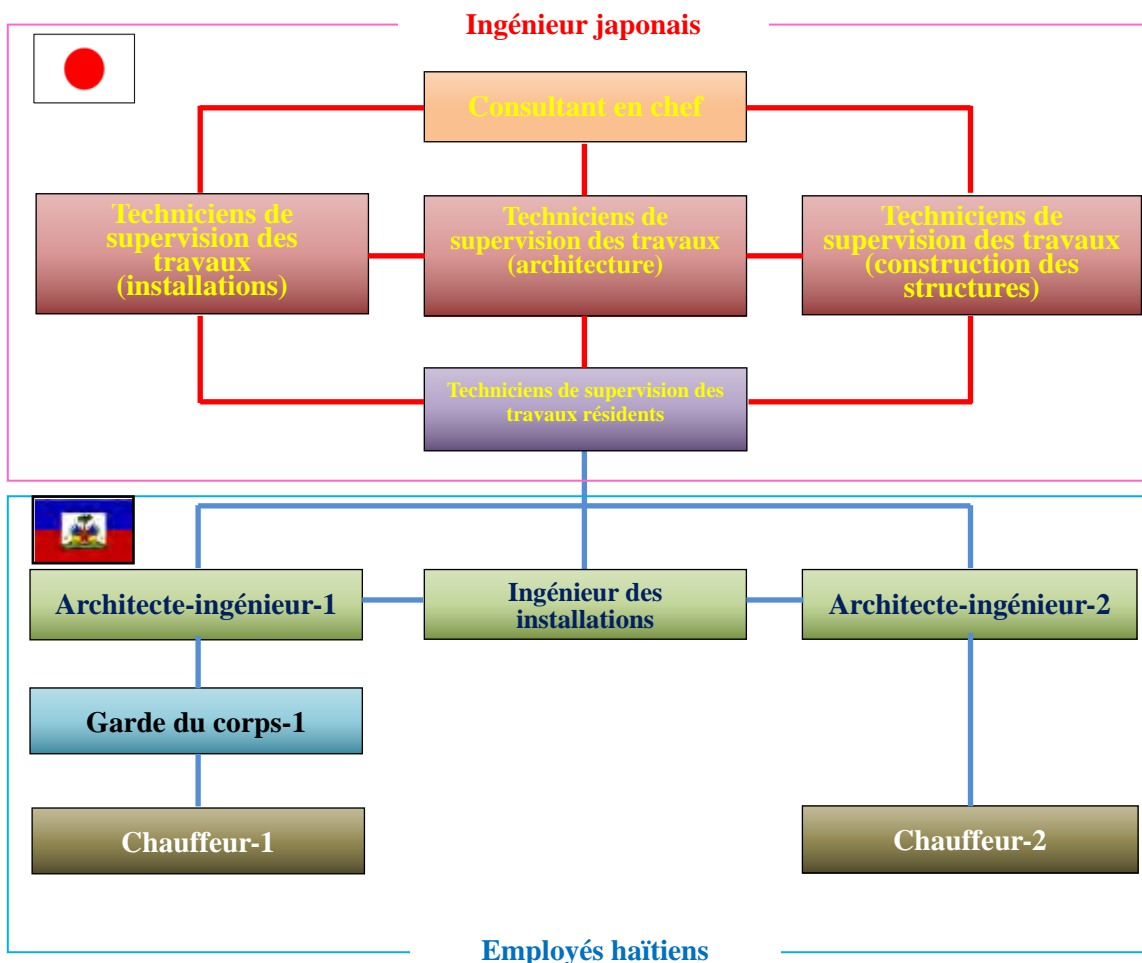 Ingénieur japonais
Consultant en chef
Techniciens de
supervision des
travaux
(installations)
Techniciens de
supervision des travaux
(architecture)
Techniciens de
supervision des travaux
(construction des
structures)
Techniciens de supervision des
travaux résidents
Architecte-ingénieur-1
Ingénieur des
installations
Architecte-ingénieur-2
Garde du corps-1
Chauffeur-1
Chauffeur-2
Employés haïtiens